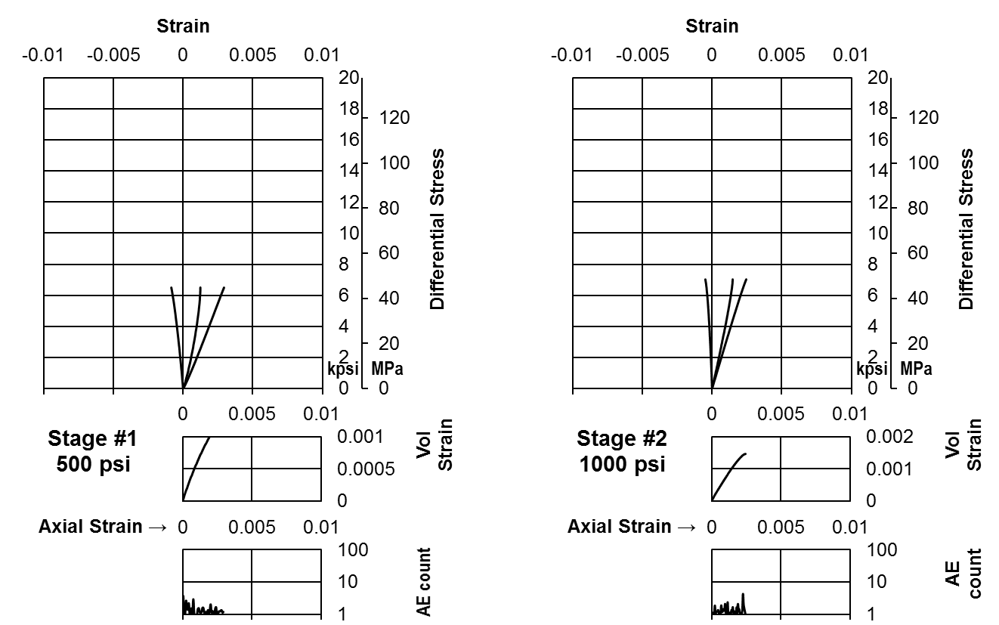 Strain
-0.01 -0.005 0 0.005 0.01
20
18
16
14
12
10
8
6
4
2
kpsi
0
120
100
80
60
40
20
MPa
0
Differential Stress
0 0.005 0.01
Stage #1
500 psi
0.001
0.0005
0
Vol
Strain
Axial Strain → 0 0.005 0.01
100
10
1
AE count
Strain
-0.01 -0.005 0 0.005 0.01
20
18
16
14
12
10
8
6
4
2
kpsi
0
120
100
80
60
40
20
MPa
0
Differential Stress
0 0.005 0.01
Stage #2
1000 psi
0.002
0.001
0
Vol
Strain
Axial Strain → 0 0.005 0.01
100
10
1
AE
count